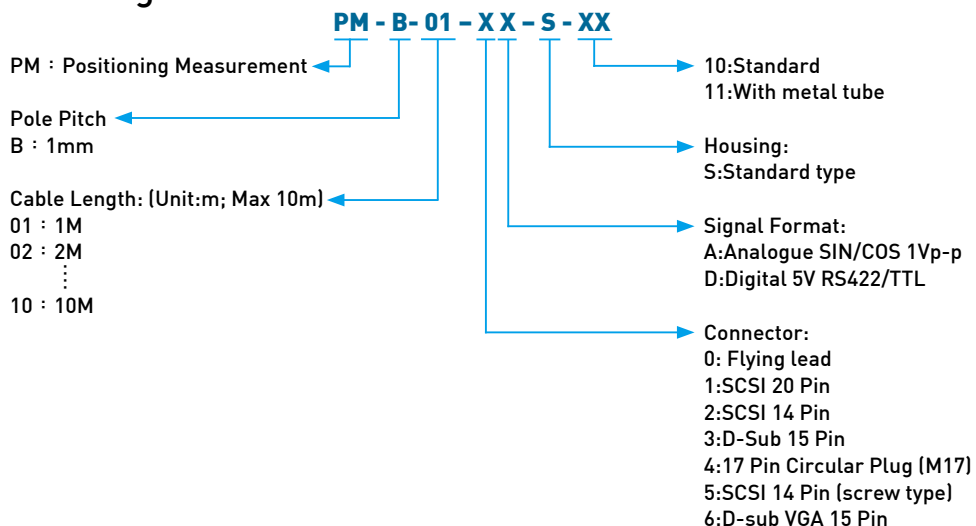 PM - B- 01 - X X - S - XX
PM：Positioning Measurement
Pole Pitch
B：1mm
Cable Length: (Unit:m; Max 10m)
01：1M
02：2M
⋮
10：10M
10:Standard
11:With metal tube
Housing:
S:Standard type
Signal Format:
A:Analogue SIN/COS 1Vp-p
D:Digital 5V RS422/TTL
Connector:
0: Flying lead
1:SCSI 20 Pin
2:SCSI 14 Pin
3:D-Sub 15 Pin
4:17 Pin Circular Plug (M17)
5:SCSI 14 Pin (screw type)
6:D-sub VGA 15 Pin